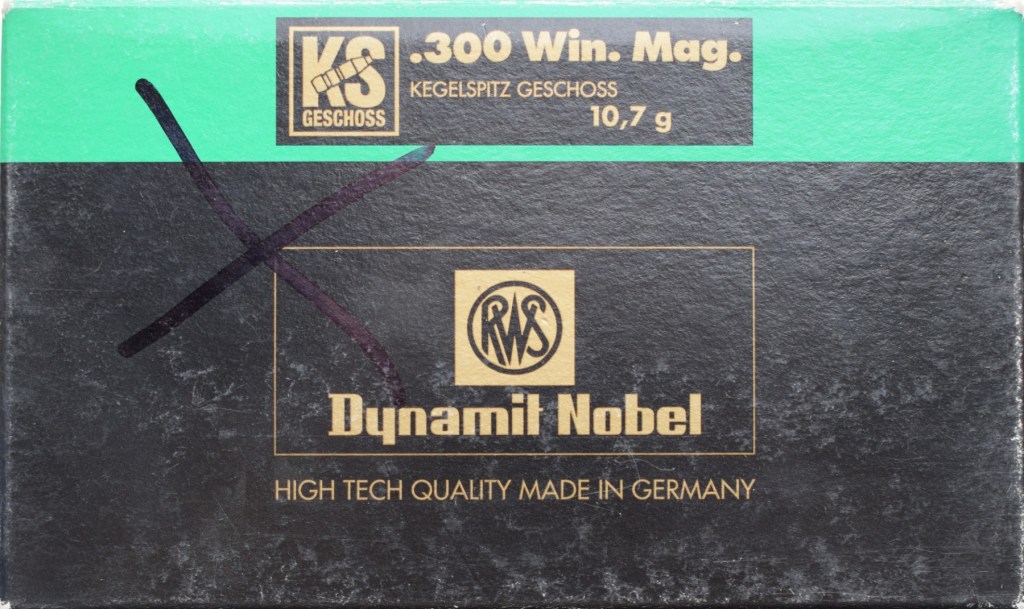 KS
GESCHOSS
.300 Win. Mag.
KEGELSPITZ GESCHOSS
10,7 g
RWS
Dynamit Nobel
HIGH TECH QUALITY MADE IN GERMANY